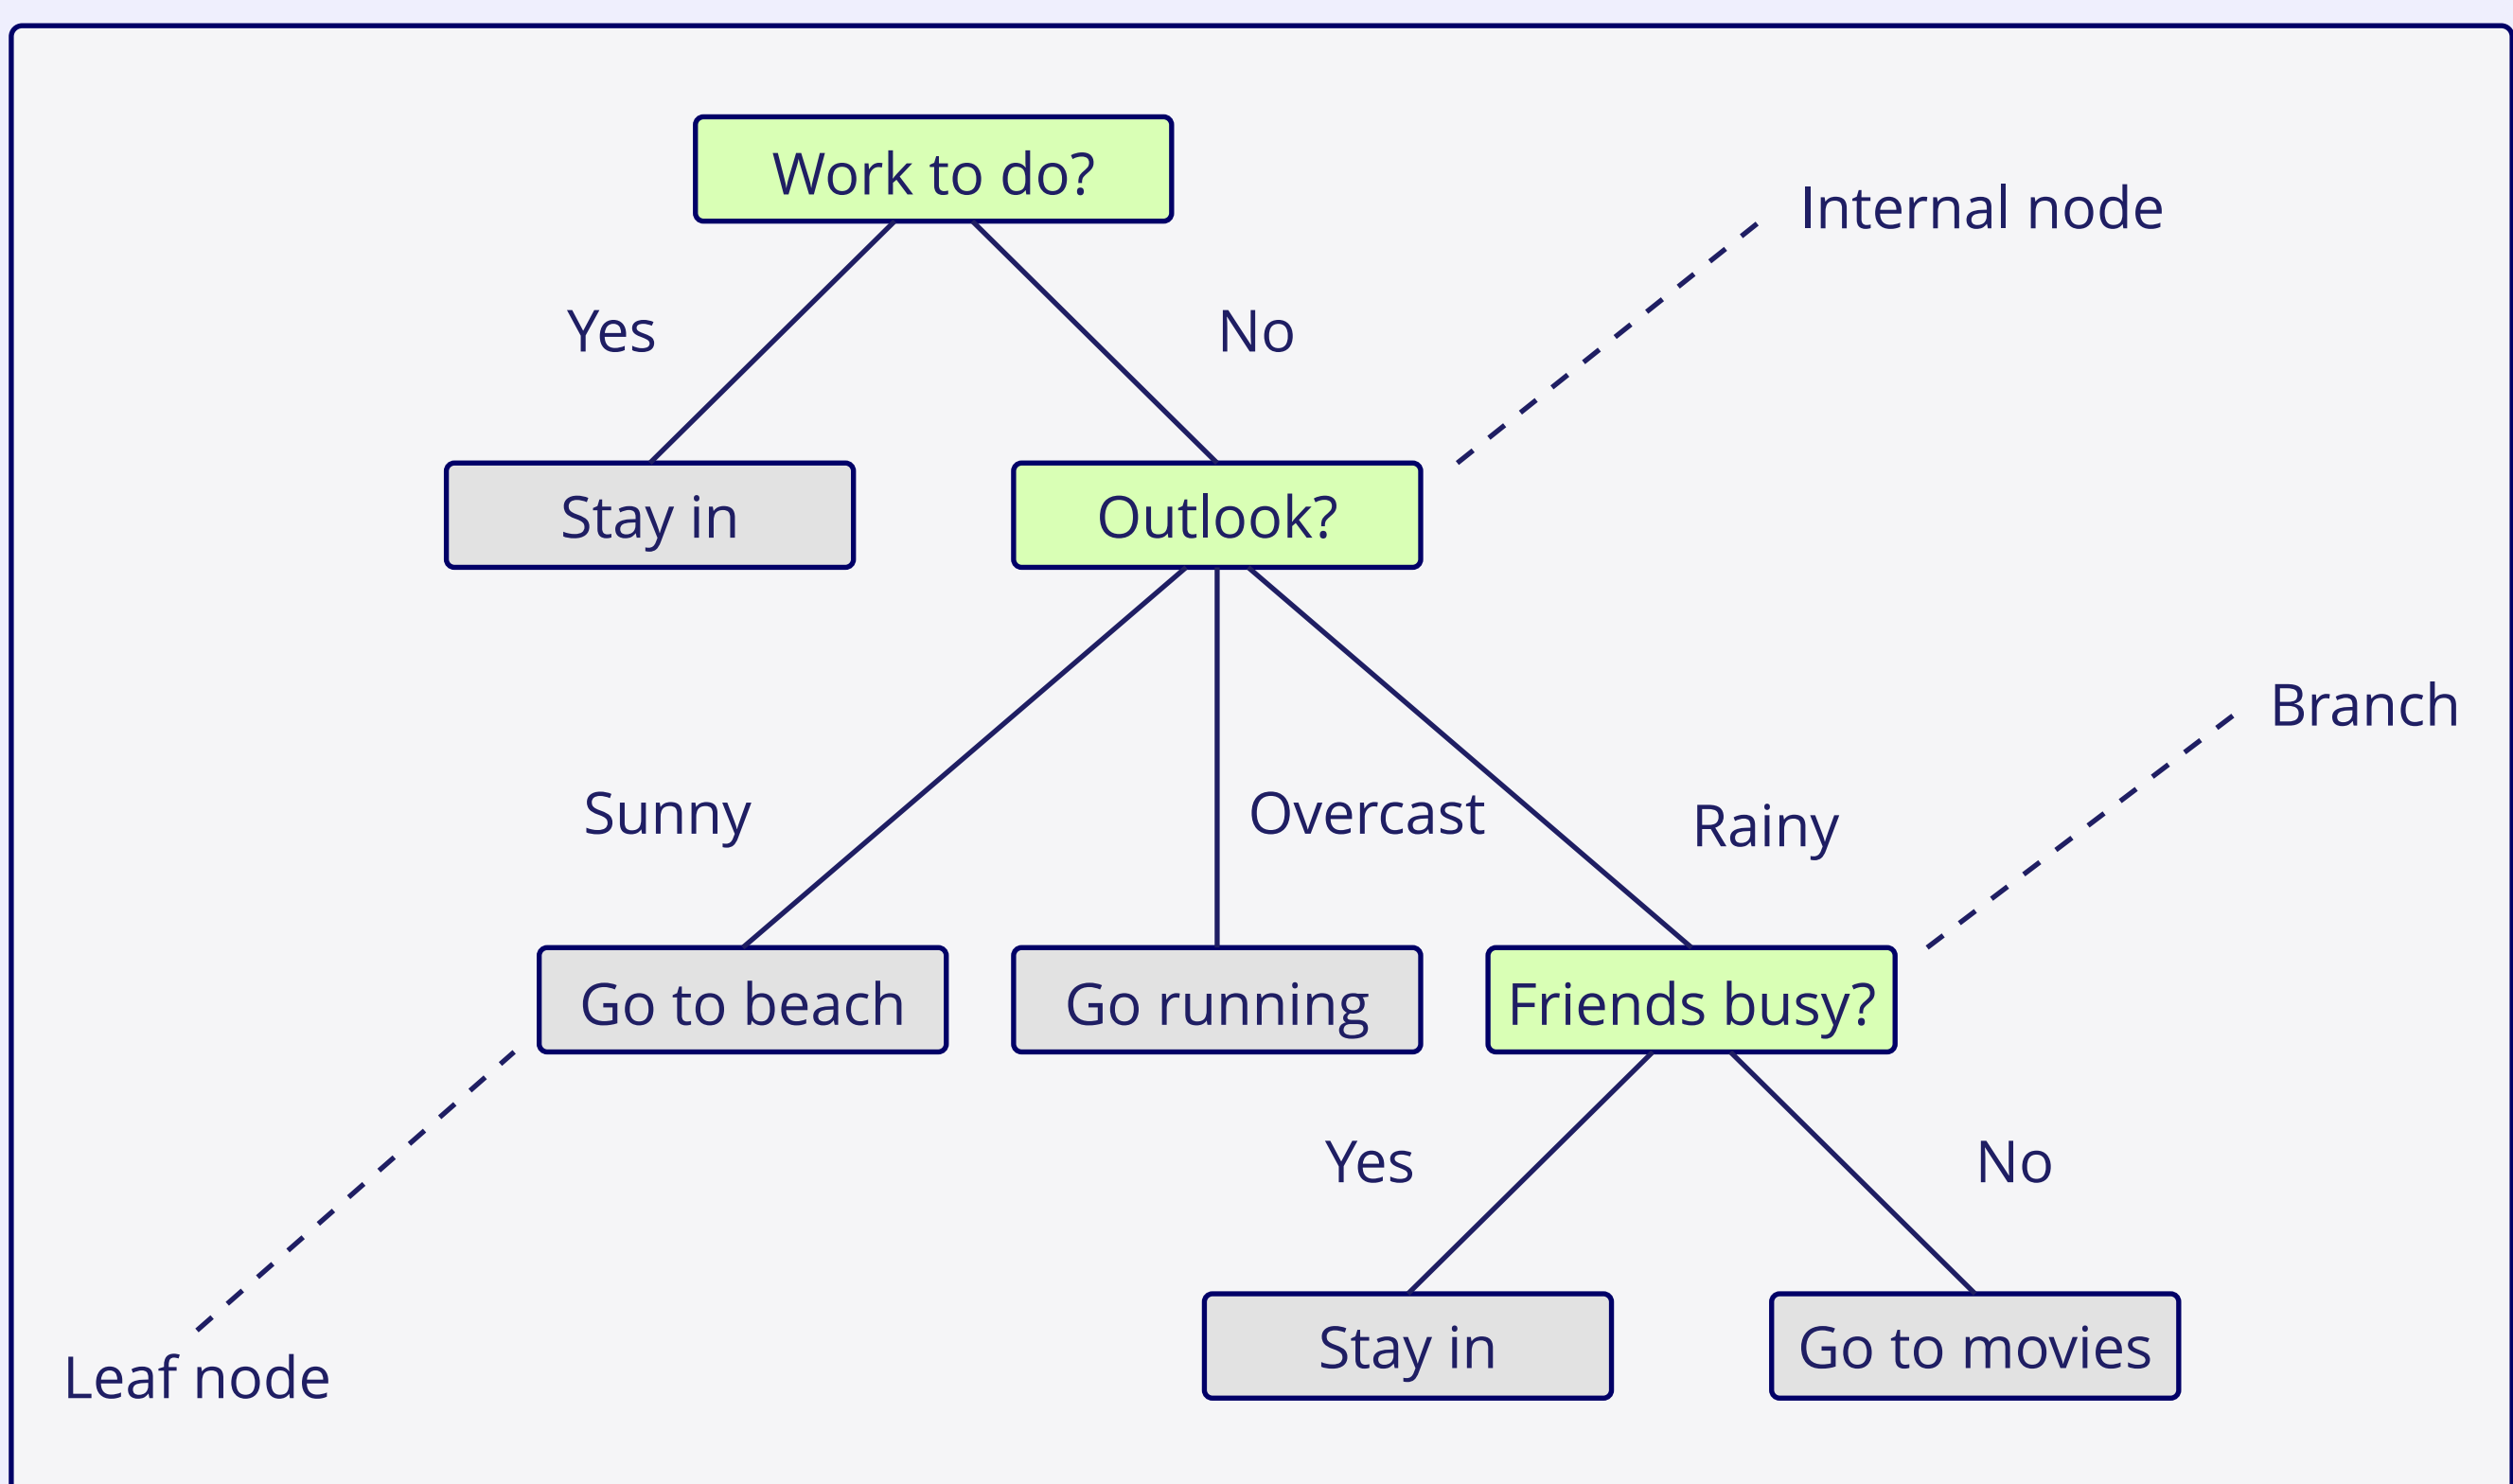 Work to do?
Internal node
Yes
No
Stay in
Outlook?
Branch
Sunny
Overcast
Rainy
Go to beach
Go running
Friends busy?
Yes
No
Stay in
Go to movies
Leaf node